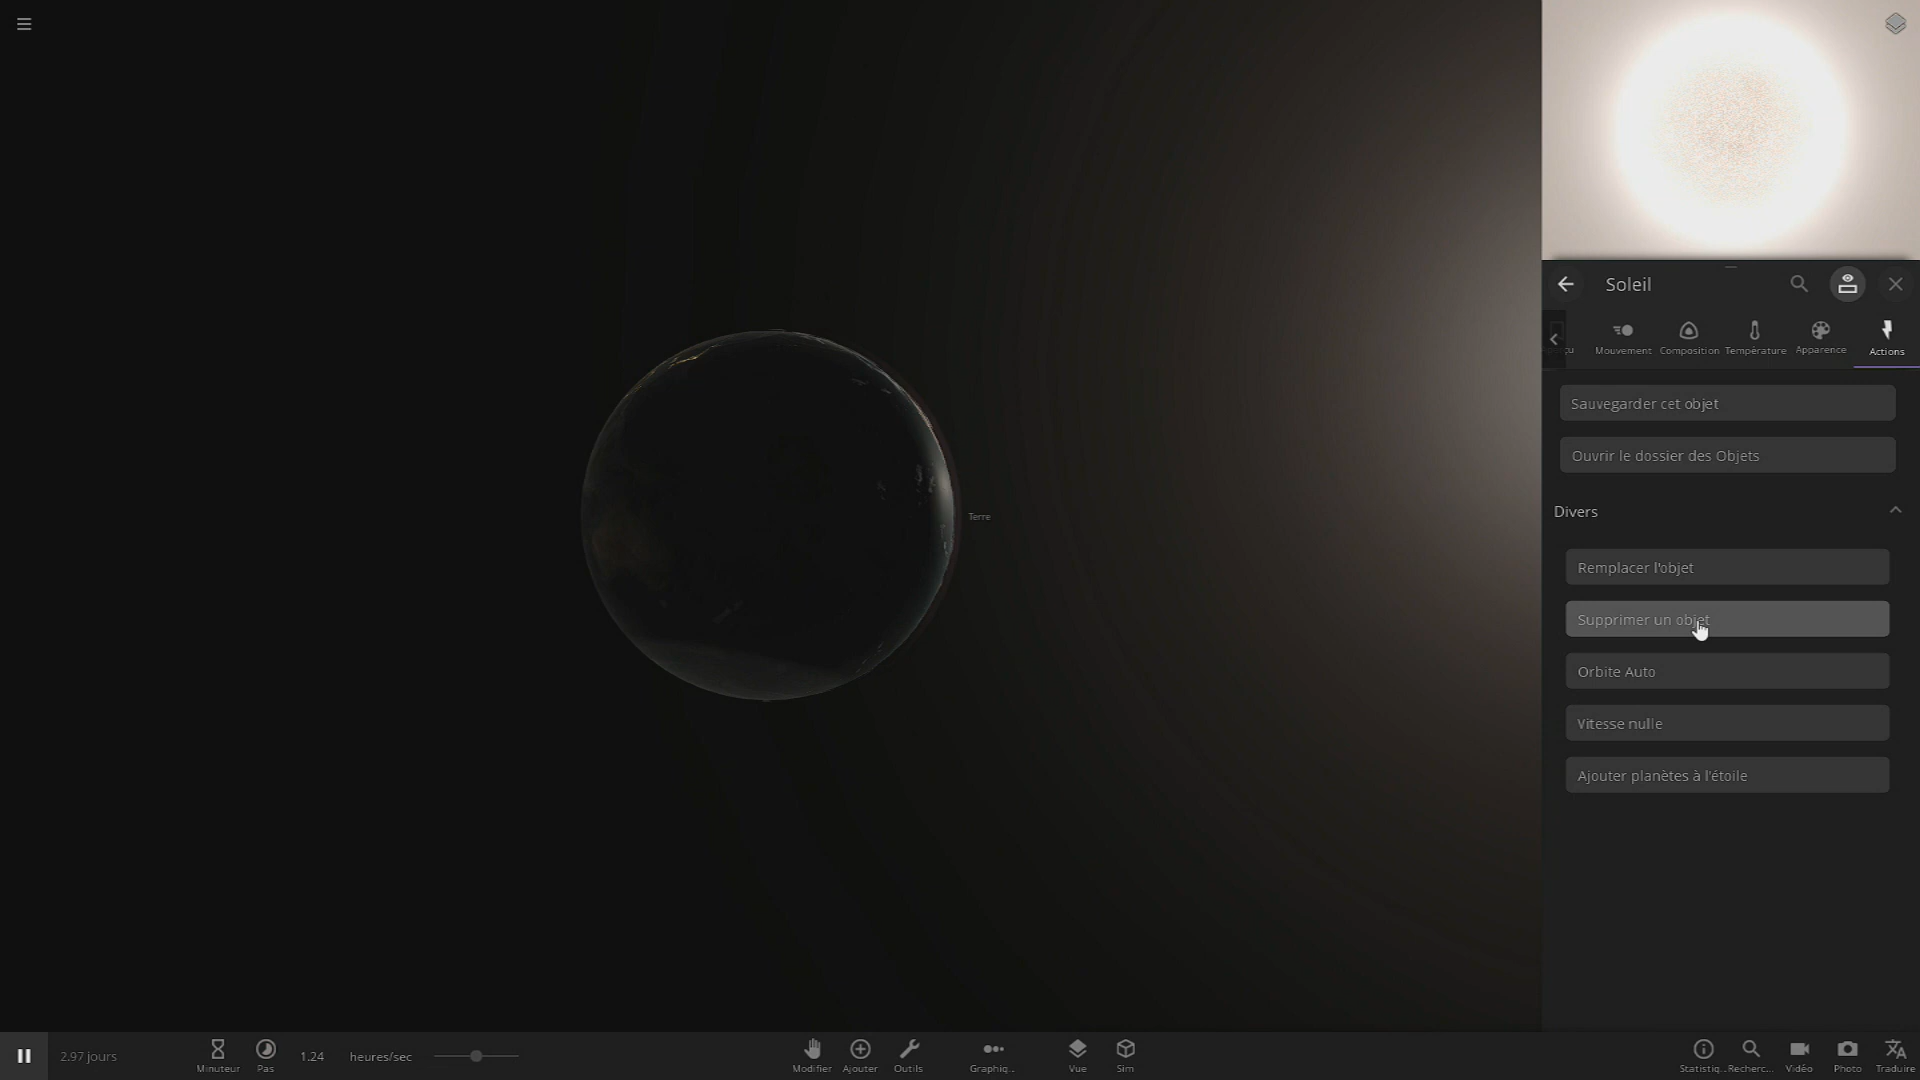 Soleil
Mouvement
Composition
Température
Apparence
Actions
Sauvegarder cet objet
Ouvrir le dossier des Objets
Divers
Remplacer l'objet
Supprimer un objet
Orbite Auto
Vitesse nulle
Ajouter planètes à l'étoile
Terre
2.97 jours
Minuteur
Pas
1.24 heures/sec
Modifier
Ajouter
Outils
Graphiq..
Vue
Sim
Statistiq..
Recherc...
Vidéo
Photo
Traduire